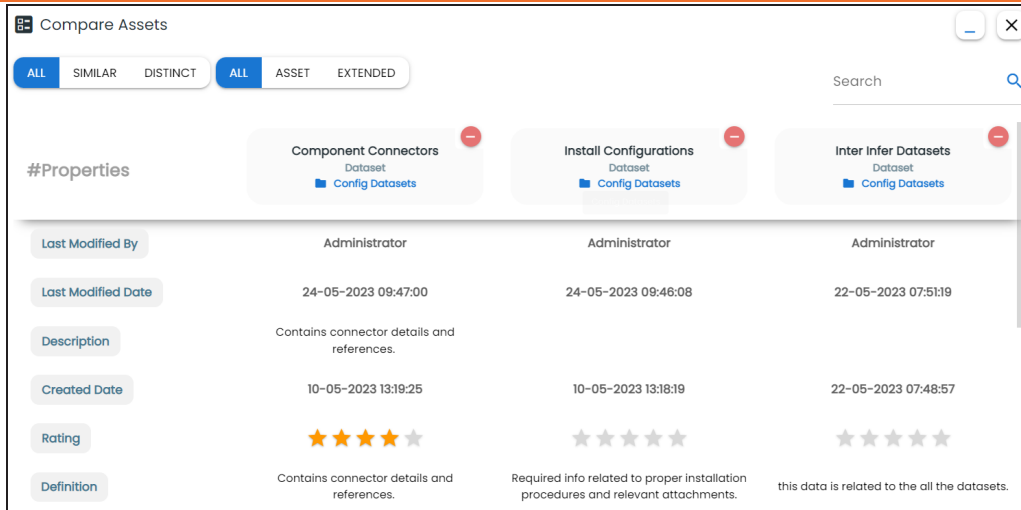 Compare Assets
ALL SIMILAR DISTINCT ALL ASSET EXTENDED
Search
#Properties
Component Connectors
Dataset
Config Datasets
Install Configurations
Dataset
Config Datasets
Inter Infer Datasets
Dataset
Config Datasets
Last Modified By Administrator Administrator Administrator
Last Modified Date 24-05-2023 09:47:00 24-05-2023 09:46:08 22-05-2023 07:51:19
Description Contains connector details and
references.
Created Date 10-05-2023 13:19:25 10-05-2023 13:18:19 22-05-2023 07:48:57
Rating
Definition
Contains connector details and
references.
Required info related to proper installation
procedures and relevant attachments.
this data is related to the all the datasets.